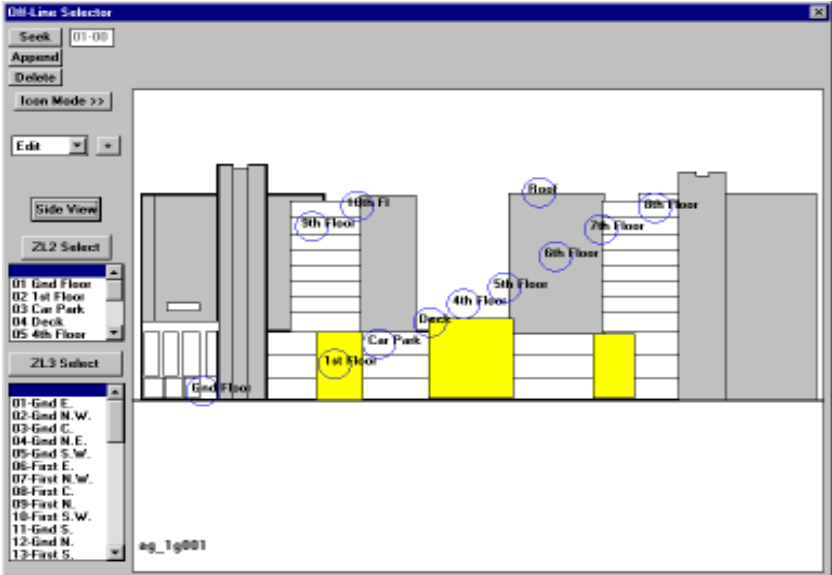 Off-Line Selector
Seek 01-00
Append
Delete
Icon Mode >>
Edit +
Side View
ZL2 Select
01 Gnd Floor
02 1st Floor
03 Car Park
04 Deck
05 4th Floor
ZL3 Select
01-Gnd E.
02-Gnd N.W.
03-Gnd C.
04-Gnd N.E.
05-Gnd S.W.
06-First E.
07-First N.W.
08-First C.
09-First N.
10-First S.W.
11-Gnd S.
12-Gnd N.
13-First S.
Roof
10th Fl
8th Floor
9th Floor
7th Floor
6th Floor
5th Floor
4th Floor
Deck
Car Park
1st Floor
Gnd Floor
ag_1g001